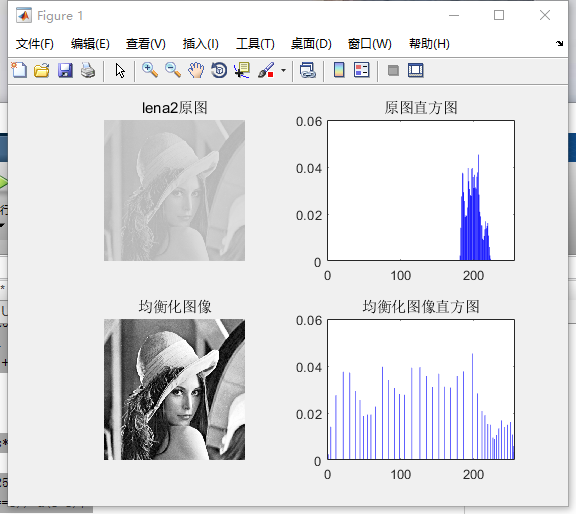 Figure 1
文件(F) 编辑(E) 查看(V) 插入(I) 工具(T) 桌面(D) 窗口(W) 帮助(H)
lena2原图
原图直方图
0.06
0.04
0.02
0
0 100 200
均衡化图像
均衡化图像直方图
0.06
0.04
0.02
0
0 100 200